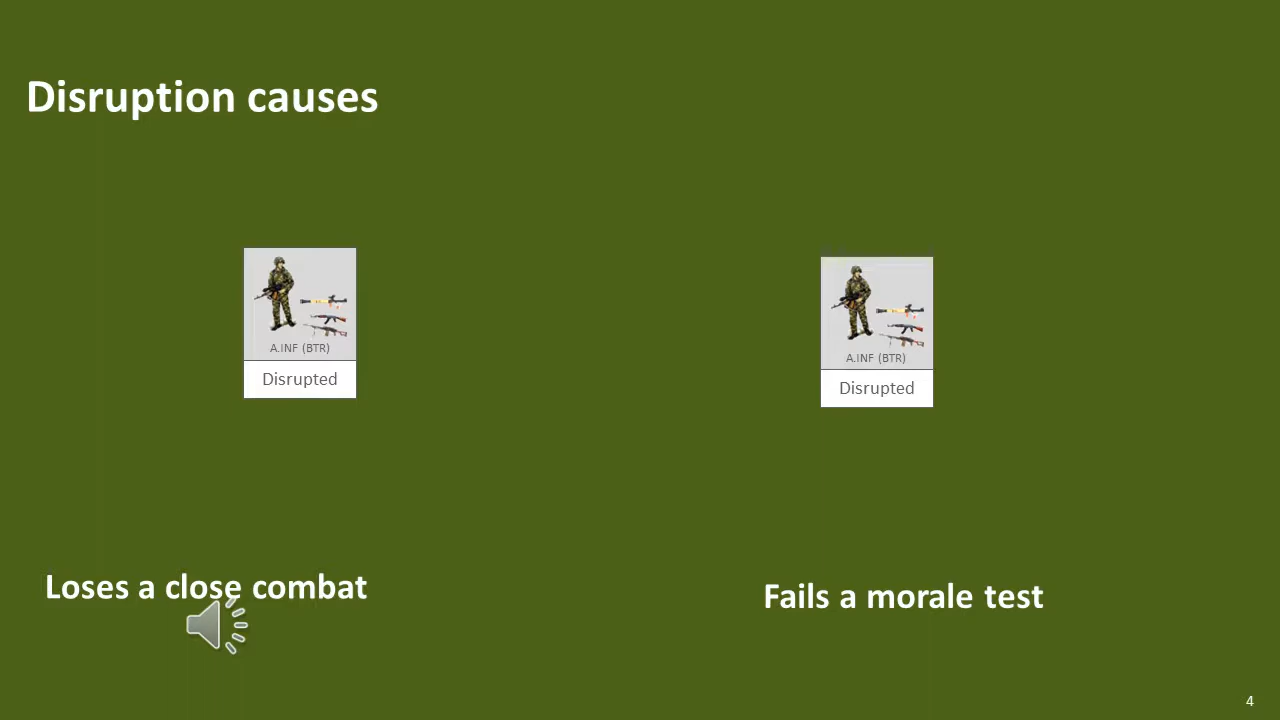 Disruption causes
A.INF (BTR)
Disrupted
A.INF (BTR)
Disrupted
Loses a close combat
Fails a morale test
4